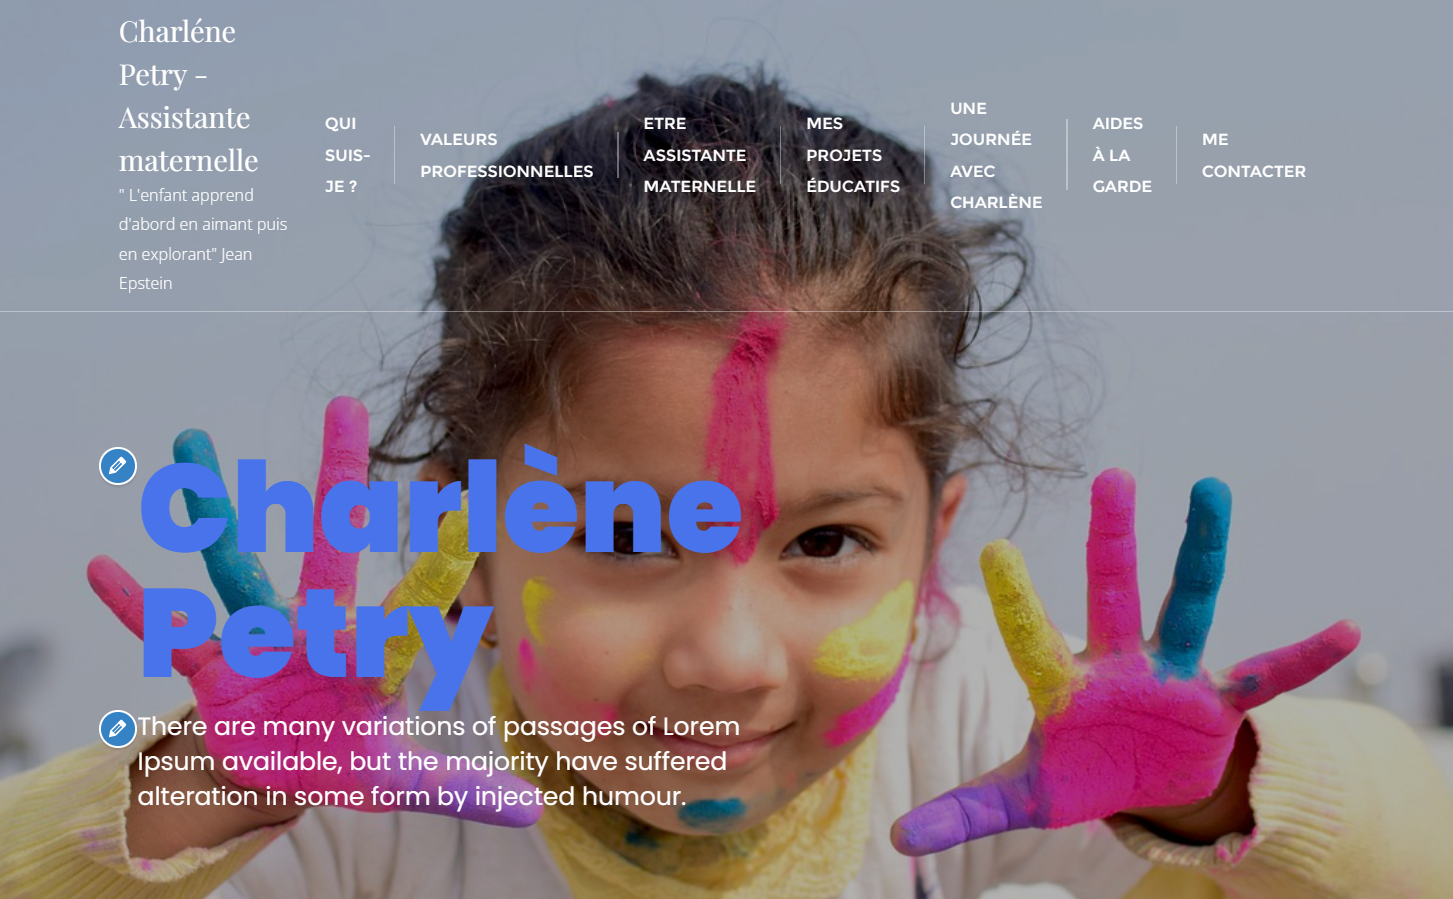 Charléne
Petry –
Assistante
maternelle
" L'enfant apprend
d'abord en aimant puis
en explorant" Jean
Epstein
QUI
SUIS-
JE ?
VALEURS
PROFESSIONNELLES
ETRE
ASSISTANTE
MATERNELLE
MES
PROJETS
ÉDUCATIFS
UNE
JOURNÉE
AVEC
CHARLÈNE
AIDES
À LA
GARDE
ME
CONTACTER
Charlène
Petry
There are many variations of passages of Lorem
Ipsum available, but the majority have suffered
alteration in some form by injected humour.